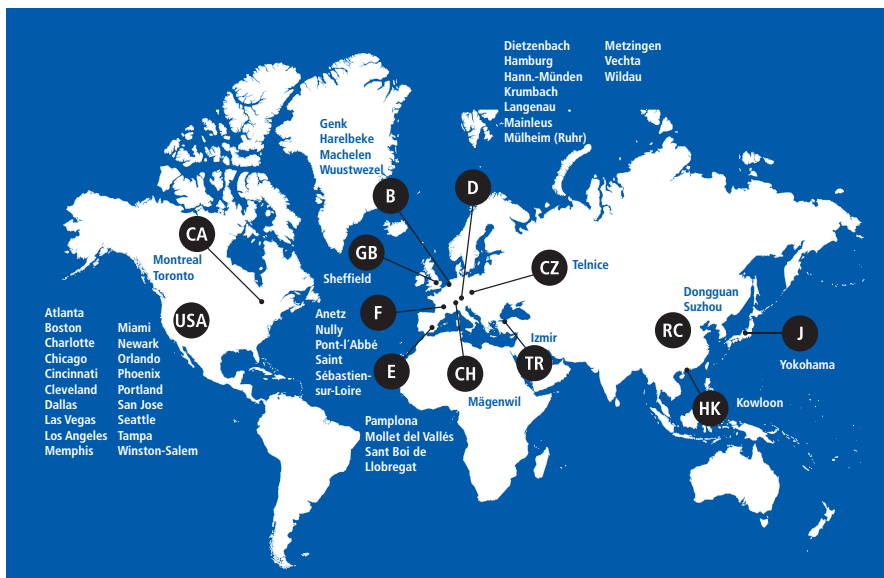 Dietzenbach
Hamburg
Hann.-Münden
Krumbach
Langenau
Mainleus
Mülheim (Ruhr)
Metzingen
Vechta
Wildau
Genk
Harelbeke
Machelen
Wuustwezel
B
D
CA
Montreal
Toronto
GB
Sheffield
CZ
Telnice
USA
Atlanta
Boston
Charlotte
Chicago
Cincinnati
Cleveland
Dallas
Las Vegas
Los Angeles
Memphis
Miami
Newark
Orlando
Phoenix
Portland
San Jose
Seattle
Tampa
Winston-Salem
F
Anetz
Nully
Pont-l´Abbé
Saint
Sébastien-
sur-Loire
E
Pamplona
Mollet del Vallés
Sant Boi de
Llobregat
CH
Mägenwil
Izmir
TR
Dongguan
Suzhou
RC
J
Yokohama
HK
Kowloon